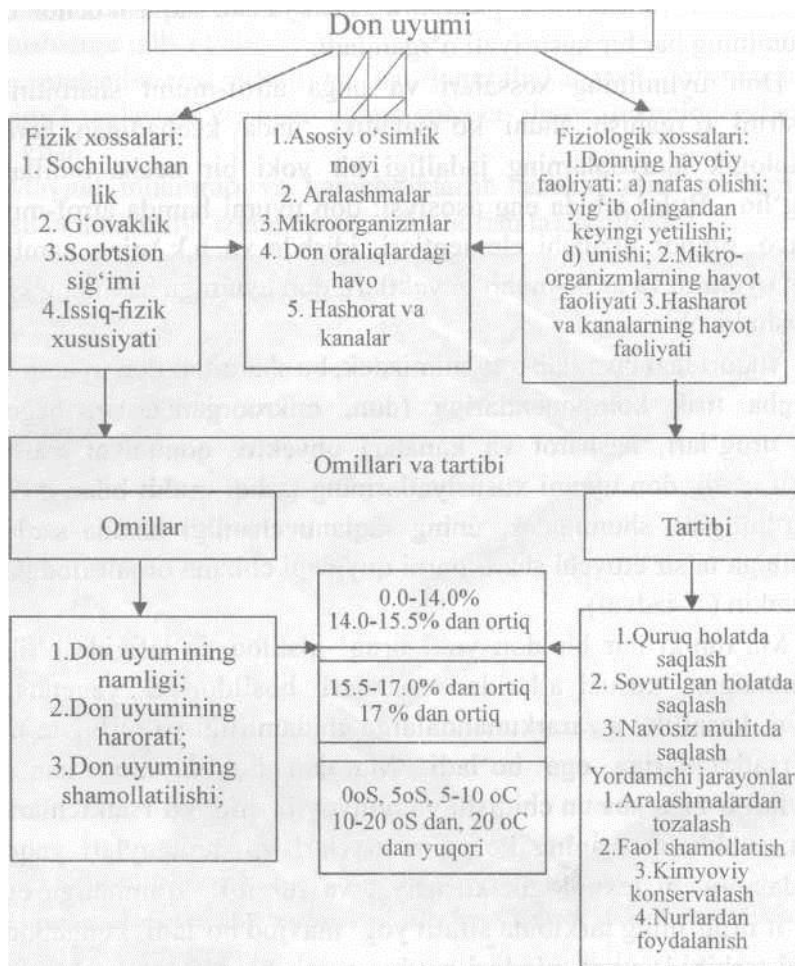 Don uyumi
Fizik xossalari:
1. Sochiluvchan
lik
2. G'ovaklik
3.Sorbtsion
sig'imi
4.Issiq-fizik
xususiyati
1.Asosiy o'simlik
moyi
2. Aralashmalar
3.Mikroorganizmlar
4. Don oraliqlardagi
hayo
5. Hashorat va
kanalar
Fiziologik xossalari:
1.Donning hayotiy
faoliyati: a) nafas olishi;
yig'ib olingandan
keyingi yetilishi;
d) unishi; 2.Mikro-
organizmlarning hayot
faoliyati 3.Hasharot
va kanalarning hayot
faoliyati
Omillari va tartibi
Omillar
Tartibi
1.Don uyumining
namligi;
2.Don uyumining
harorati;
3.Don uyumining
shamollatilishi;
0.0-14.0%
14.0-15.5% dan ortiq
15.5-17.0% dan ortiq
17 % dan ortiq
0oS, 5oS, 5-10 oC,
10-20 oS dan, 20 oC
dan yuqori
1.Quruq holatda
saqlash
2. Sovutilgan holatda
saqlash
3.Navosiz muhitda
saqlash
Yordamchi jarayonlar
1.Aralashmalardan
tozalash
2.Faol shamollatish
3.Kimyoviy
konservalash
4.Nurlardan
foydalanish